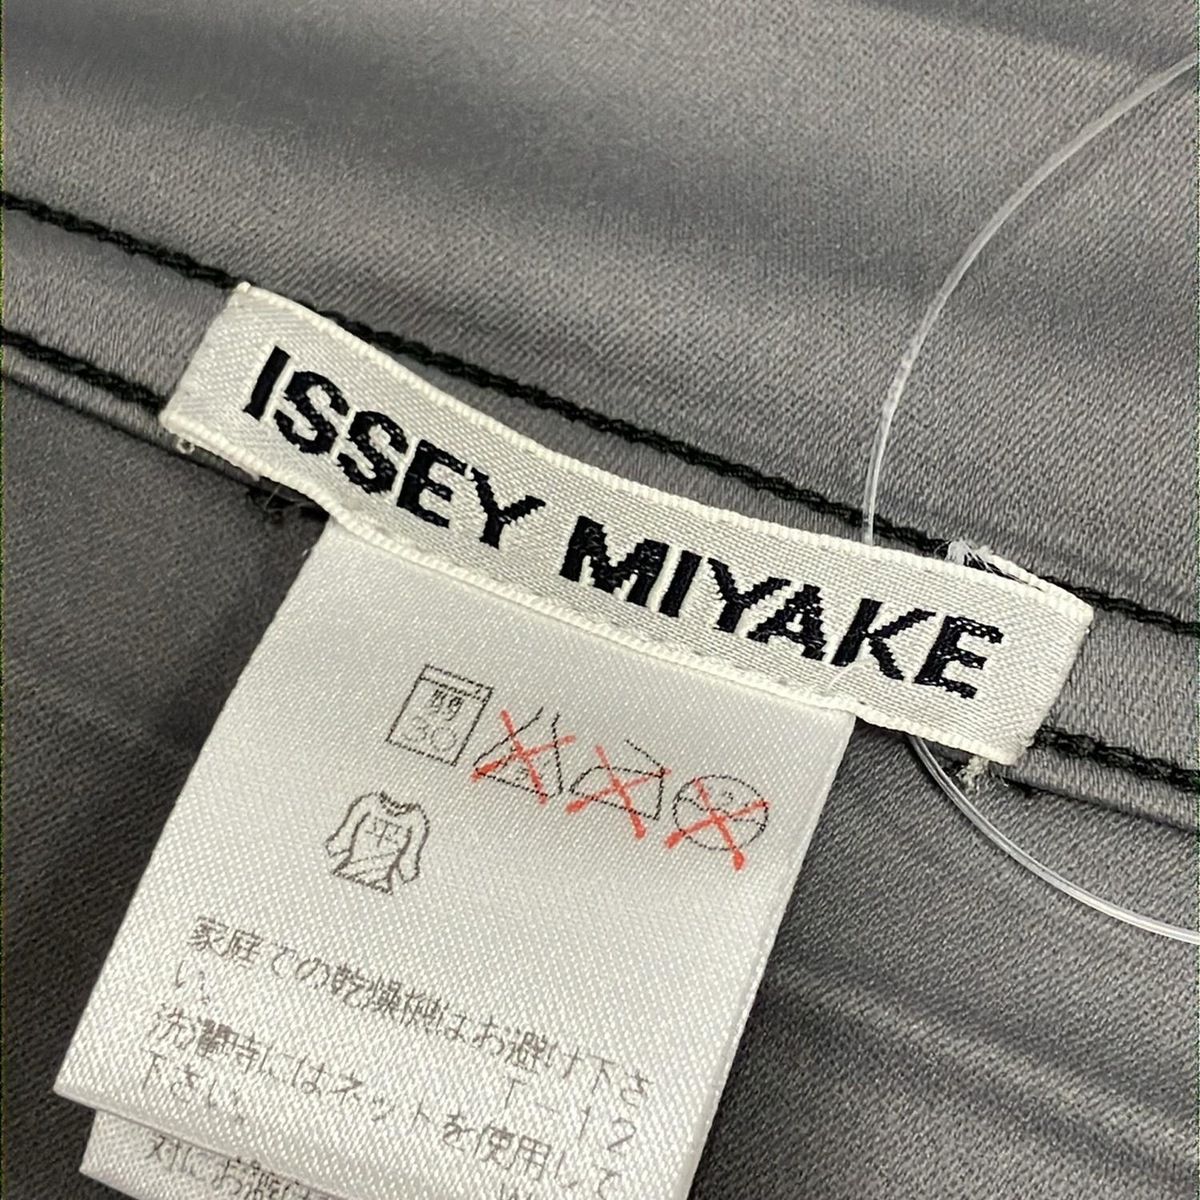 ISSEY MIYAKE
弱
30
平
家庭での乾燥機はお避け下さ
い。
T-12
洗濯時にはネットを使用して
下さい。